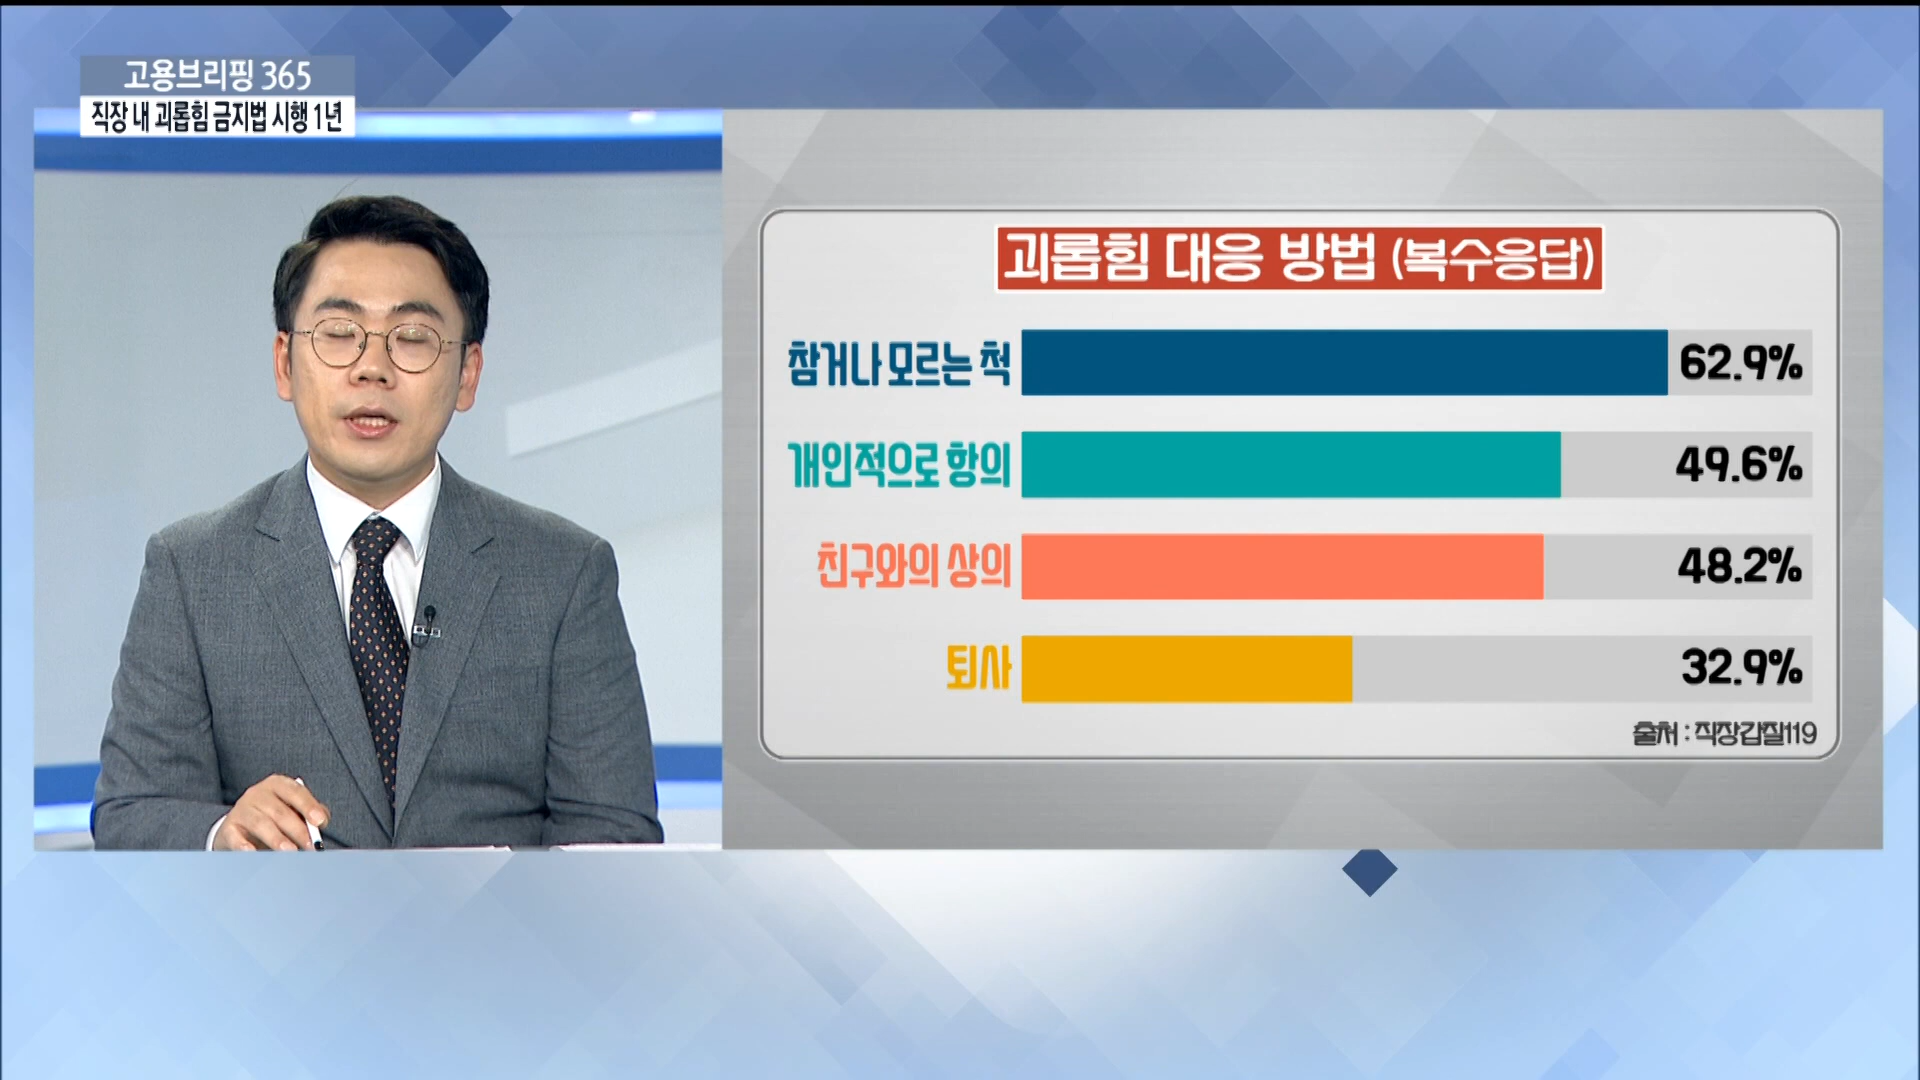 고용브리핑 365
직장 내 괴롭힘 금지법 시행 1년
괴롭힘 대응 방법 (복수응답)
참거나 모르는 척 62.9%
개인적으로 항의 49.6%
친구와의 상의 48.2%
퇴사 32.9%
출처 : 직장갑질119